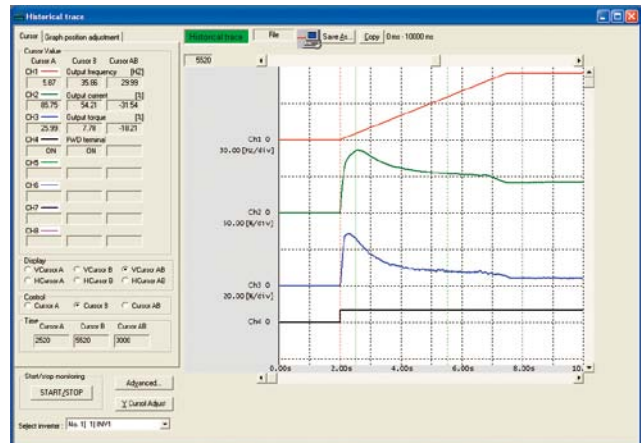 Historical trace
Cursor Graph position adjustment
Cursor Value
Cursor A Cursor B Cursor AB
CH1 Output frequency [HZ]
5.87 35.86 29.99
CH2 Output current [%]
85.75 54.21 -31.54
CH3 Output torque [%]
25.99 7.78 -18.21
CH4 FWD terminal
ON ON
CH5
CH6
CH7
CH8
Display
VCursor A VCursor B VCursor AB
HCursor A HCursor B HCursor AB
Control
Cursor A Cursor B Cursor AB
Time
Cursor A Cursor B Cursor AB
2520 5520 3000
Start/stop monitoring
START/STOP
Advanced...
Y Cursol Adjust
Select inverter : No. 1[ 1] INV1
Historical trace File Save As... Copy 0 ms - 10000 ms
5520
Ch1 0
30.00 [Hz/div]
Ch2 0
50.00 [%/div]
Ch3 0
20.00 [%/div]
Ch4 0
0.00s 2.00s 4.00s 6.00s 8.00s 10.